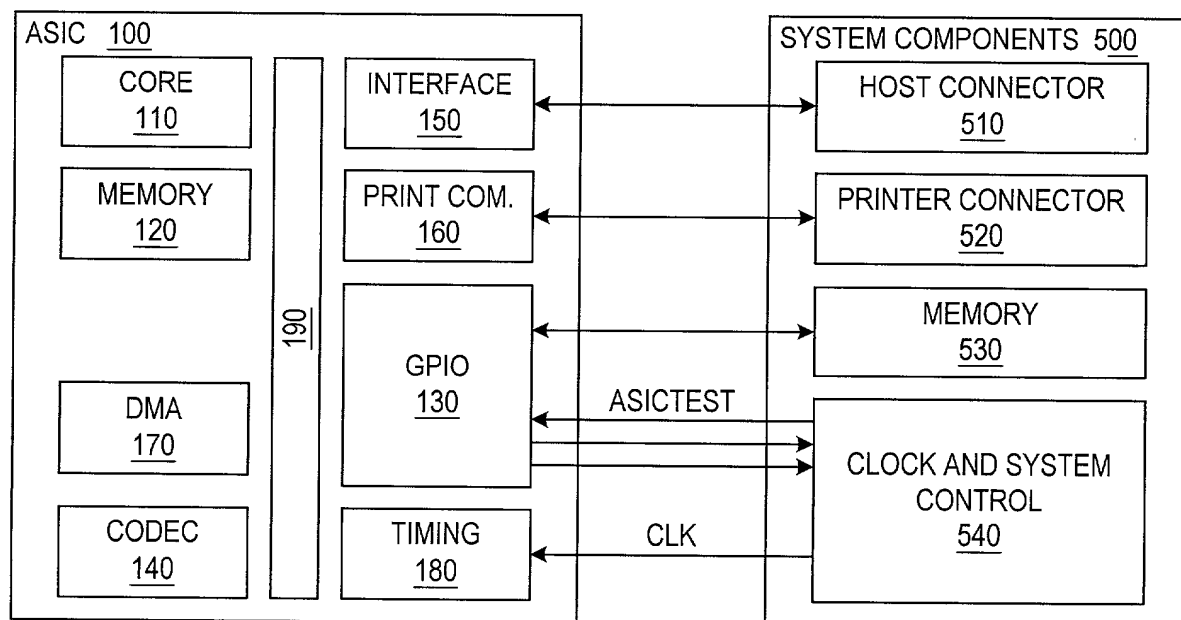 ASIC 100
CORE
110
MEMORY
120
DMA
170
CODEC
140
190
INTERFACE
150
PRINT COM.
160
GPIO
130
TIMING
180
ASICTEST
CLK
SYSTEM COMPONENTS 500
HOST CONNECTOR
510
PRINTER CONNECTOR
520
MEMORY
530
CLOCK AND SYSTEM
CONTROL
540